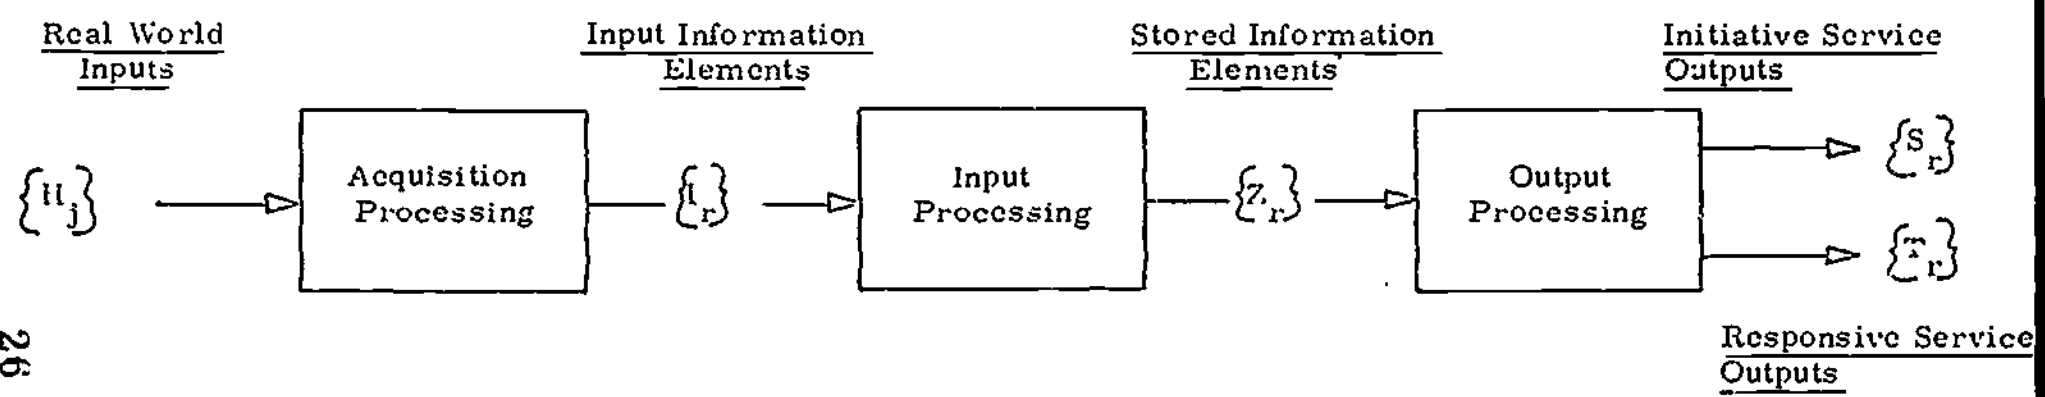 Real World
Inputs
Input Information
Elements
Stored Information
Elements
Initiative Service
Outputs
{H_j}
Acquisition
Processing
{I_r}
Input
Processing
{Z_r}
Output
Processing
{S_r}
{T_r}
Responsive Service
Outputs
26